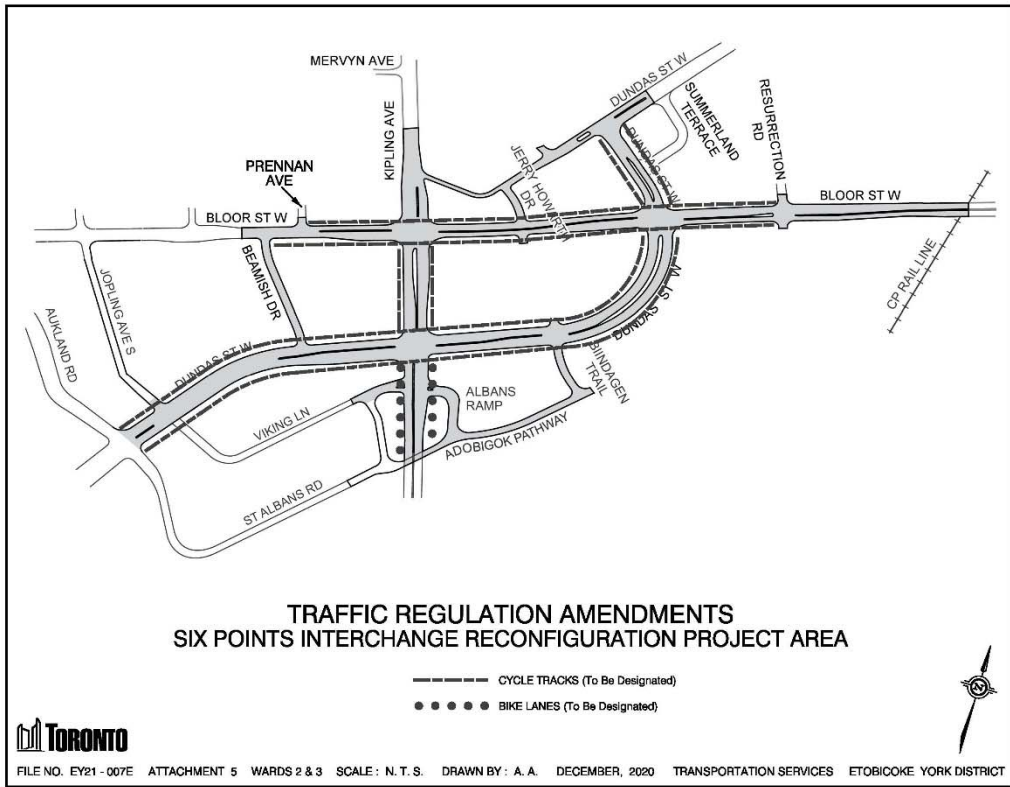 MERVYN AVE
KIPLING AVE
DUNDAS ST W
SUMMERLAND
TERRACE
RESURRECTION
RD
PRENNAN
AVE
JERRY HOWARTH
DR
DUNDAS ST W
BLOOR ST W
BLOOR ST W
BEAMISH DR
JOPLING AVE S
AUKLAND RD
CP RAIL LINE
DUNDAS ST W
DUNDAS ST W
BIINDAGEN
TRAIL
ALBANS
RAMP
VIKING LN
ADOBIGOK PATHWAY
ST ALBANS RD
TRAFFIC REGULATION AMENDMENTS
SIX POINTS INTERCHANGE RECONFIGURATION PROJECT AREA
CYCLE TRACKS (To Be Designated)
BIKE LANES (To Be Designated)
N
TORONTO
FILE NO. EY21 - 007E ATTACHMENT 5 WARDS 2 & 3 SCALE : N. T. S. DRAWN BY : A. A. DECEMBER, 2020 TRANSPORTATION SERVICES ETOBICOKE YORK DISTRICT